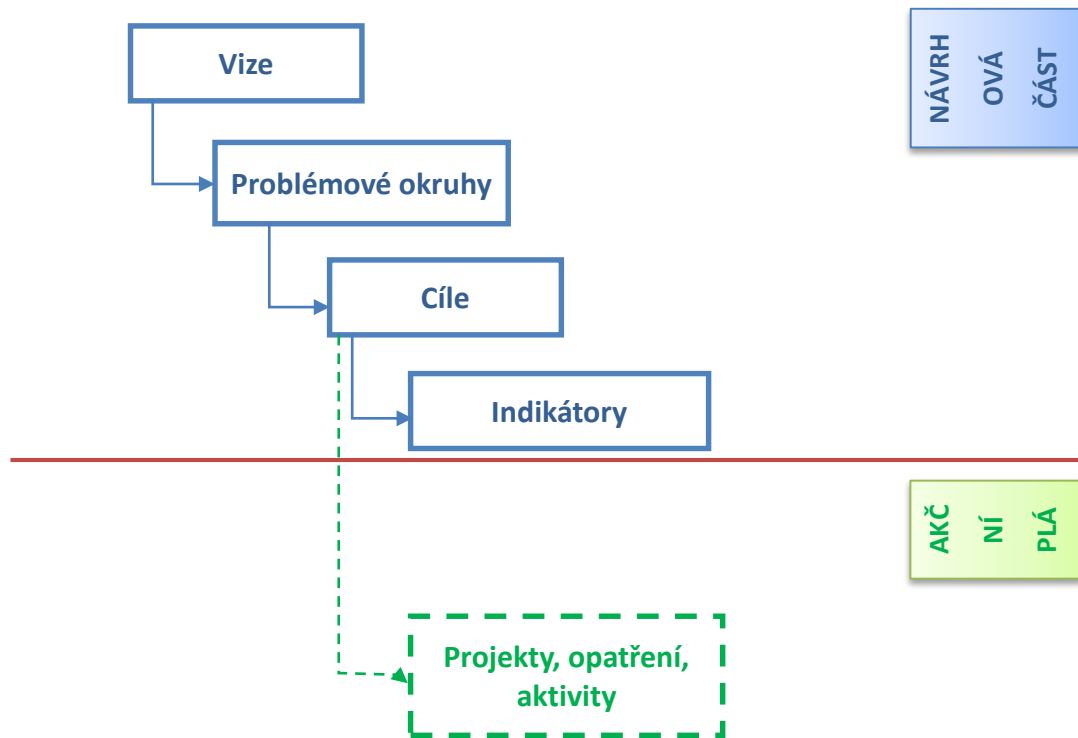 Vize
NÁVRH
OVÁ
ČÁST
Problémové okruhy
Cíle
Indikátory
AKČ
NÍ
PLÁ
Projekty, opatření,
aktivity